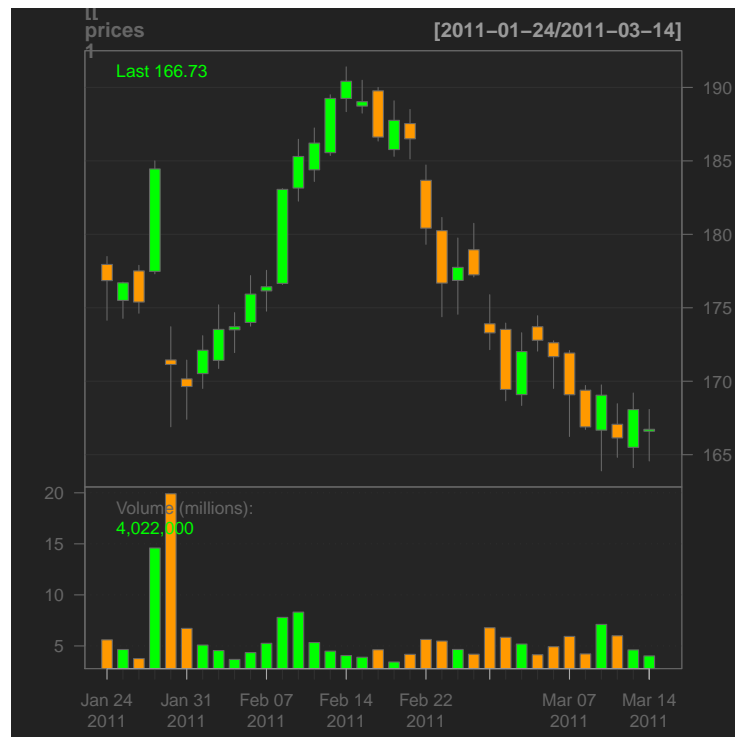 [[
prices
1
[2011−01−24/2011−03−14]
Last 166.73
190
185
180
175
170
165
20
15
10
5
Volume (millions):
4,022,000
Jan 24 Jan 31 Feb 07 Feb 14 Feb 22 Mar 07 Mar 14
2011 2011 2011 2011 2011 2011 2011